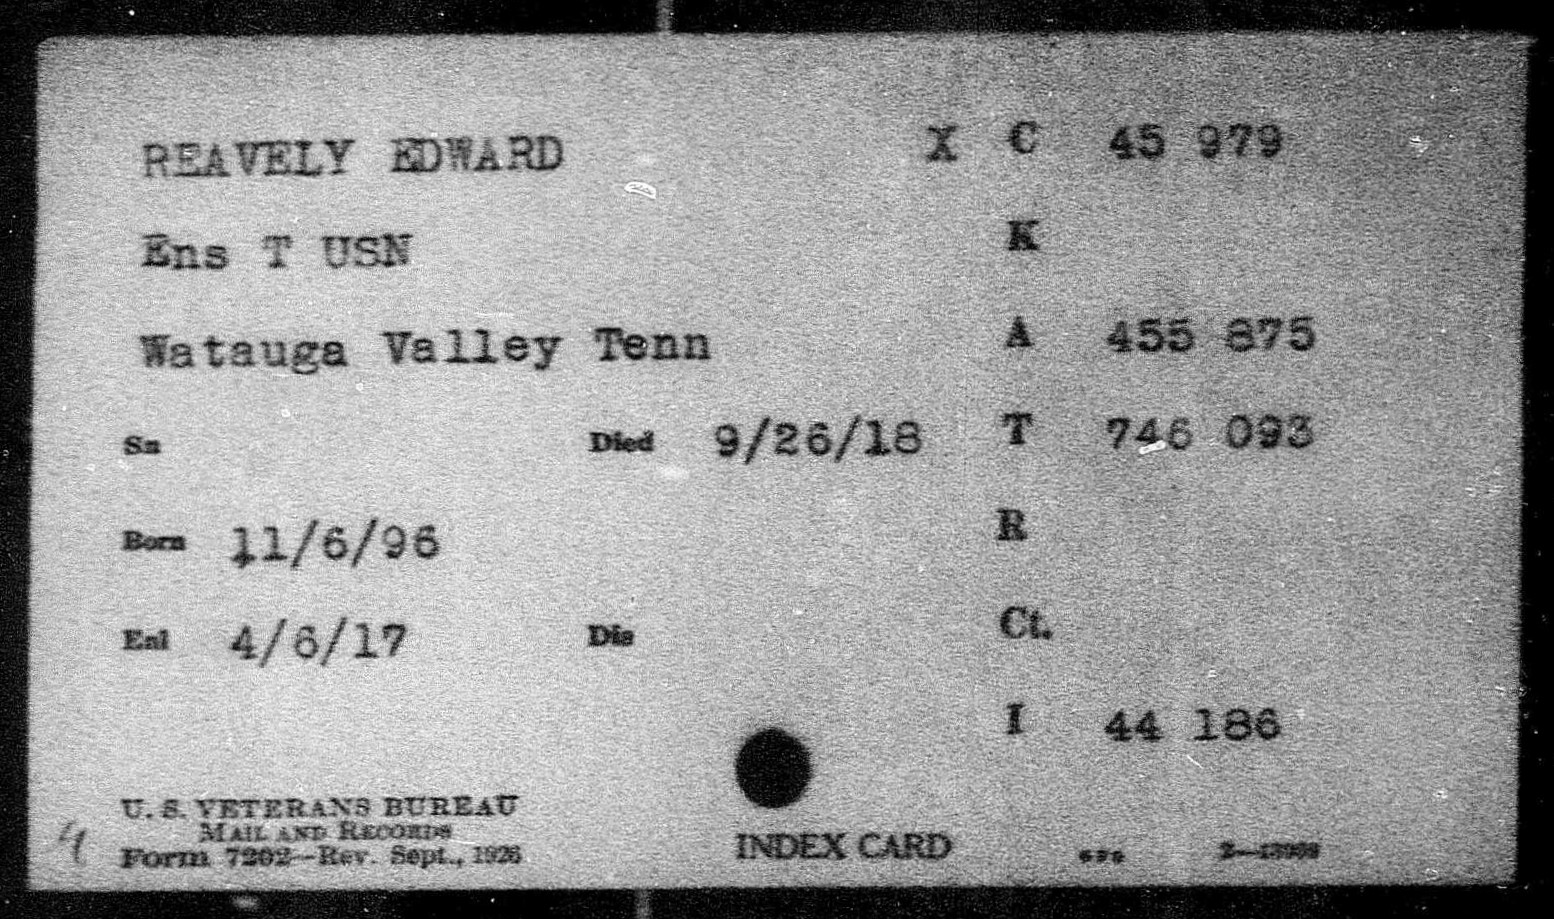 REAVELY EDWARD X C 45 979
Ens T USN K
Watauga Valley Tenn A 455 875
Sn Died 9/26/18 T 746 093
Born 11/6/96 R
Enl 4/6/17 Dis Ct.
I 44 186
U. S. VETERANS BUREAU
MAIL AND RECORDS
Form 7202—Rev. Sept., 1926
INDEX CARD